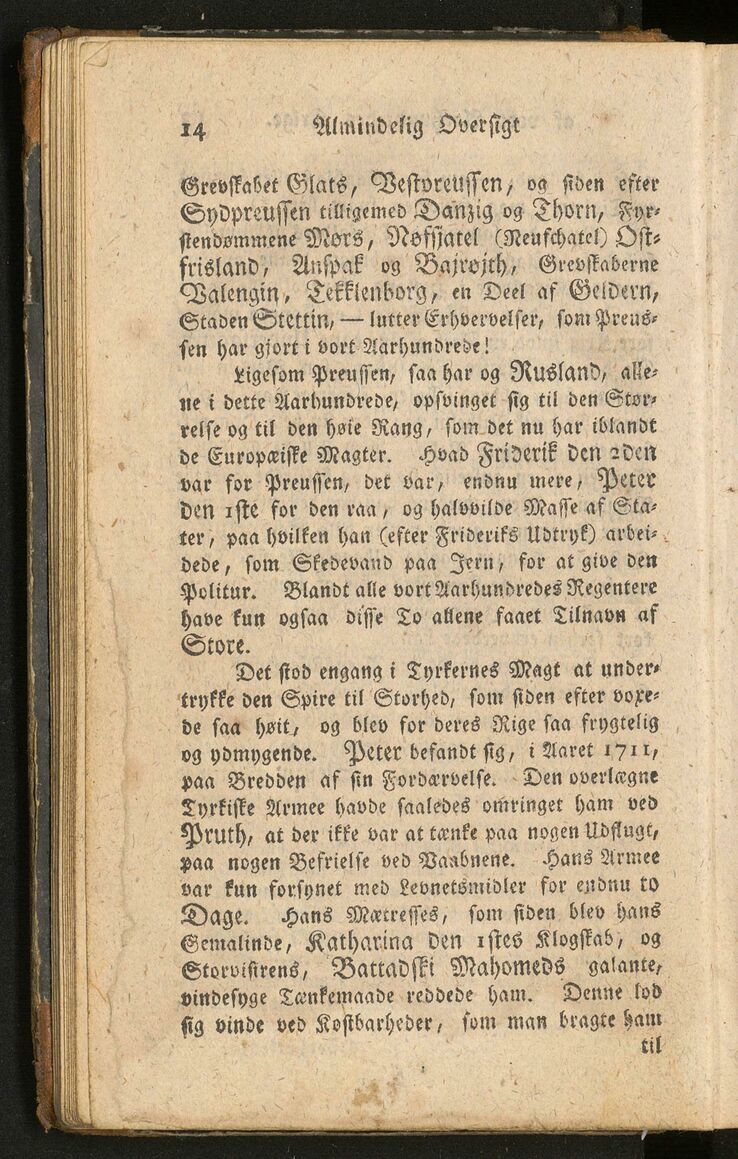 14 Almindelig Oversigt
Grevskabet Glats, Vestpreussen, og siden efter
Sydpreussen tilligemed Danzig og Thorn, Fyr-
stendømmene Mørs, Nøfsjatel (Neufchatel) Ost-
frisland, Anspak og Bajrøjth, Grevskaberne
Valengin, Tekklenborg, en Deel af Geldern,
Staden Stettin, — lutter Erhvervelser, som Preus-
sen har gjort i vort Aarhundrede!
Ligesom Preussen, saa har og Rusland, alle-
ne i dette Aarhundrede, opsvinget sig til den Stør-
relse og til den høie Rang, som det nu har iblandt
de Europæiske Magter. Hvad Friderik den 2den
var for Preussen, det var, endnu mere, Peter
den 1ste for den raa, og halvvilde Masse af Sta-
ter, paa hvilken han (efter Frideriks Udtryk) arbei-
dede, som Skedevand paa Jern, for at give den
Politur. Blandt alle vort Aarhundredes Regentere
have kun ogsaa disse To allene faaet Tilnavn af
Store.
Det stod engang i Tyrkernes Magt at under-
trykke den Spire til Storhed, som siden efter voxe-
de saa høit, og blev for deres Rige saa frygtelig
og ydmygende. Peter befandt sig, i Aaret 1711,
paa Bredden af sin Fordærvelse. Den overlægne
Tyrkiske Armee havde saaledes omringet ham ved
Pruth, at der ikke var at tænke paa nogen Udflugt,
paa nogen Befrielse ved Vaabnene. Hans Armee
var kun forsynet med Levnetsmidler for endnu to
Dage. Hans Mætresses, som siden blev hans
Gemalinde, Katharina den 1stes Klogskab, og
Storvisirens, Battadski Mahomeds galante,
vindesyge Tænkemaade reddede ham. Denne lod
sig vinde ved Kostbarheder, som man bragte ham
til